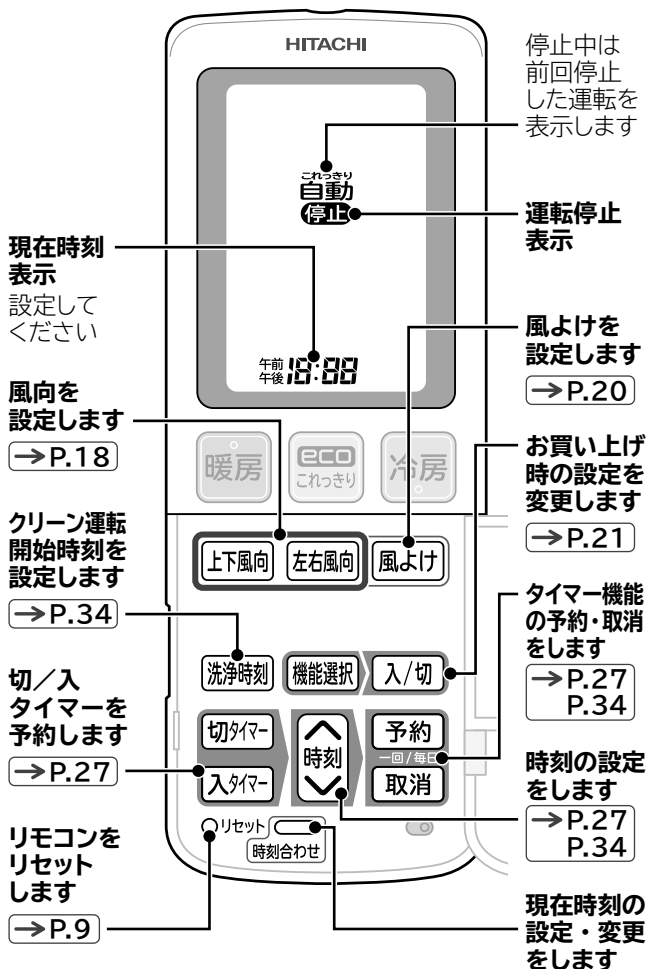 HITACHI
停止中は
前回停止
した運転を
表示します
これっきり
自動
停止
運転停止
表示
現在時刻
表示
設定して
ください
午前
午後
18:88
風よけを
設定します
→P.20
風向を
設定します
→P.18
暖房
eco
これっきり
冷房
お買い上げ
時の設定を
変更します
→P.21
クリーン運転
開始時刻を
設定します
→P.34
上下風向
左右風向
風よけ
タイマー機能
の予約・取消
をします
→P.27
P.34
洗浄時刻
機能選択
入/切
切/入
タイマーを
予約します
→P.27
切タイマー
入タイマー
時刻
予約
一回/毎日
取消
時刻の設定
をします
→P.27
P.34
リモコンを
リセット
します
→P.9
リセット
時刻合わせ
現在時刻の
設定・変更
をします